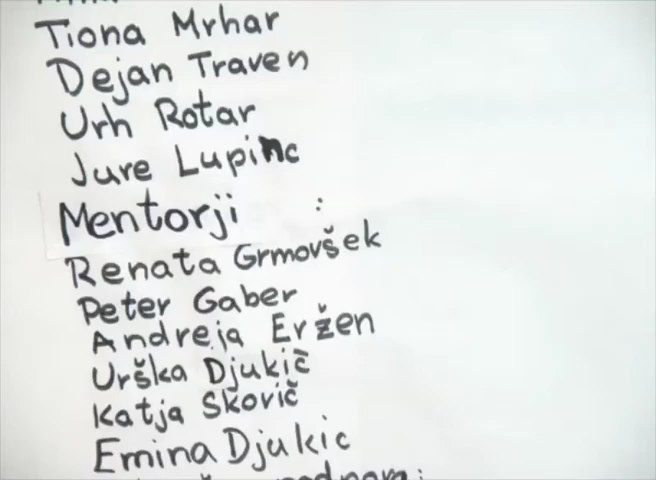 Tiona Mrhar
Dejan Traven
Urh Rotar
Jure Lupinc
Mentorji :
Renata Grmovšek
Peter Gaber
Andreja Eržen
Urška Djukič
Katja Skovič
Emina Djukic